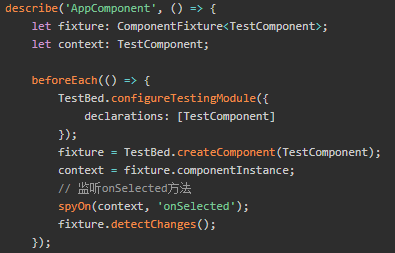 describe('AppComponent', () => {
    let fixture: ComponentFixture<TestComponent>;
    let context: TestComponent;

    beforeEach(() => {
        TestBed.configureTestingModule({
            declarations: [TestComponent]
        });
        fixture = TestBed.createComponent(TestComponent);
        context = fixture.componentInstance;
        // 监听onSelected方法
        spyOn(context, 'onSelected');
        fixture.detectChanges();
    });